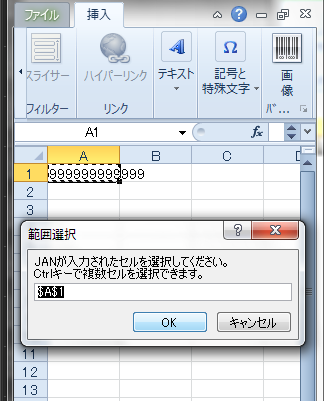 ファイル 挿入
スライサー ハイパーリンク テキスト 記号と 画
特殊文字 像
フィルター リンク バ...
A1 fx
A B C D
1 999999999999
2
3
範囲選択
JANが入力されたセルを選択してください。
Ctrlキーで複数セルを選択できます。
$A$1
OK キャンセル
11
12
13